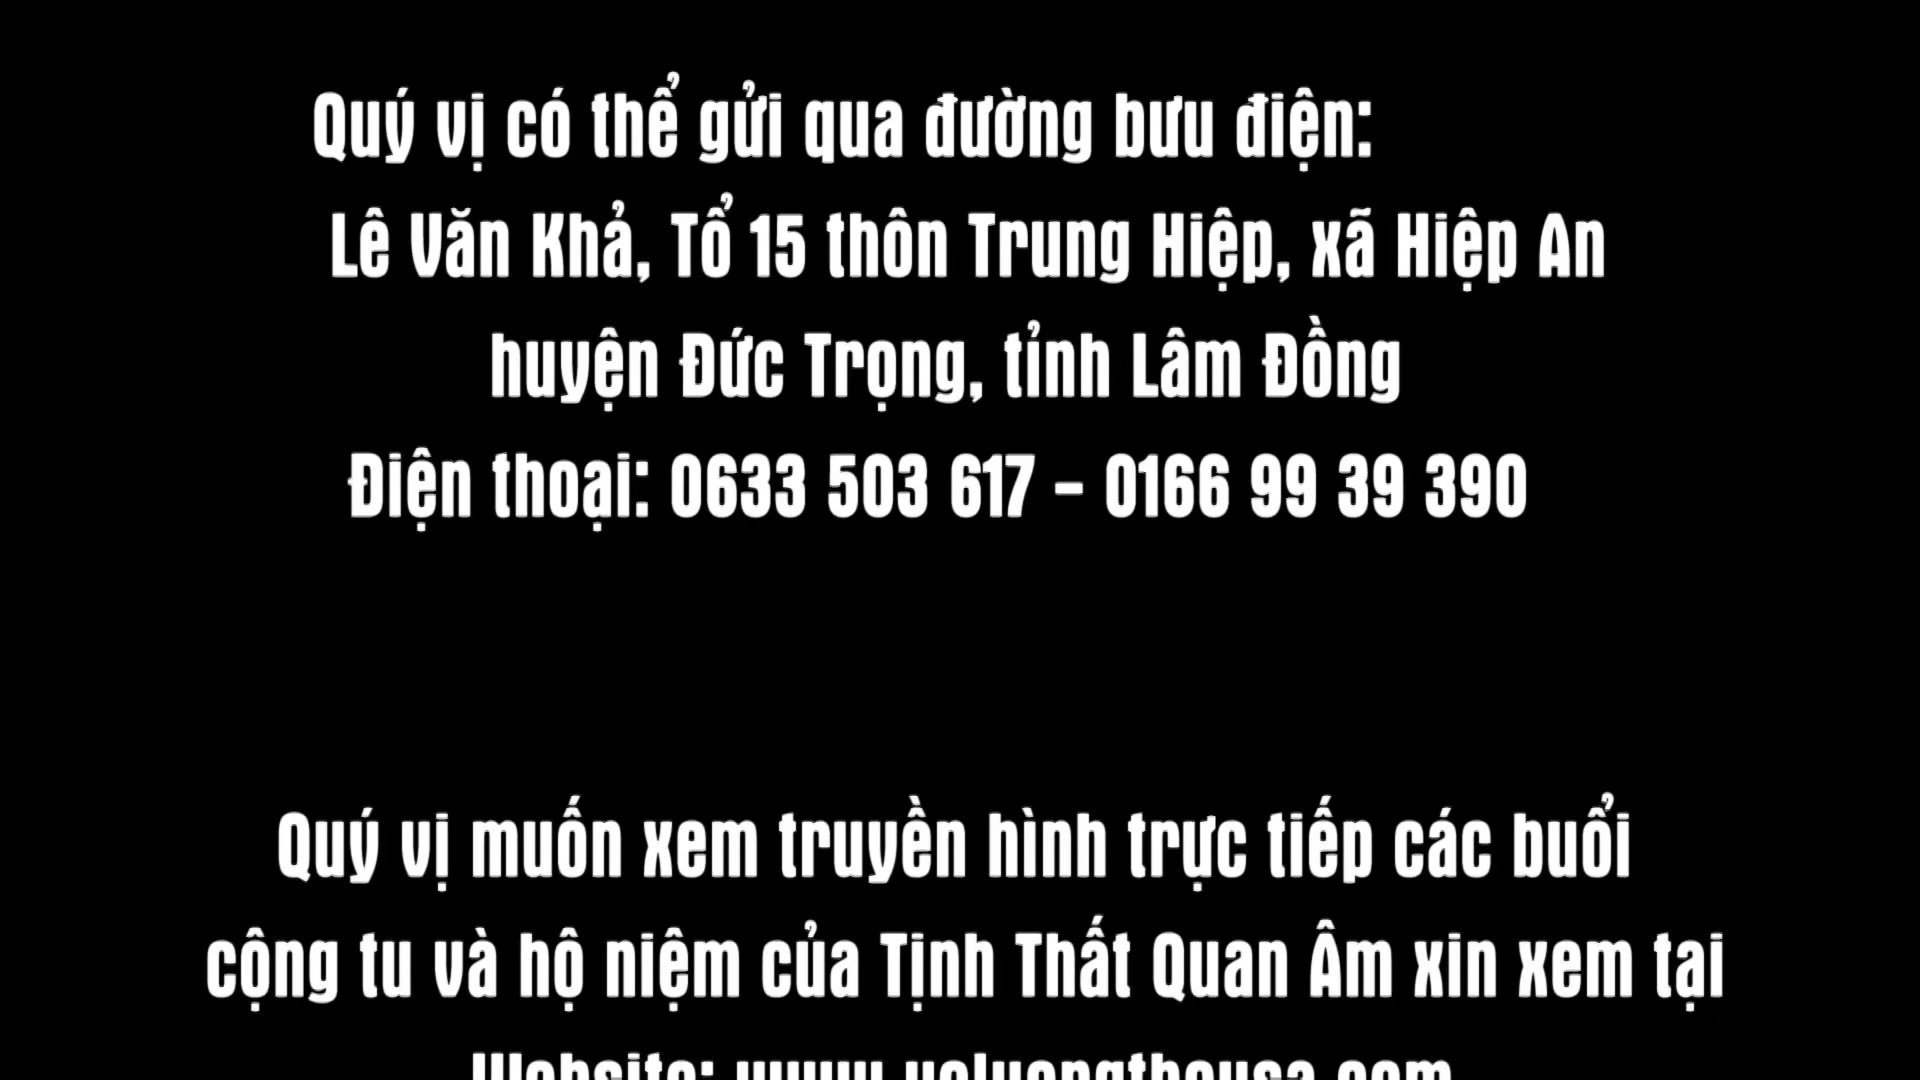 Quý vị có thể gửi qua đường bưu điện:
Lê Văn Khả, Tổ 15 thôn Trung Hiệp, xã Hiệp An
huyện Đức Trọng, tỉnh Lâm Đồng
Điện thoại: 0633 503 617 – 0166 99 39 390
Quý vị muốn xem truyền hình trực tiếp các buổi
cộng tu và hộ niệm của Tịnh Thất Quan Âm xin xem tại
Website: